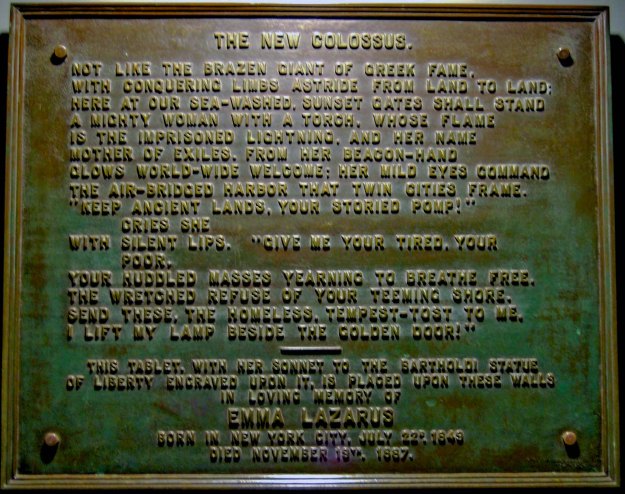 THE NEW COLOSSUS.
NOT LIKE THE BRAZEN GIANT OF GREEK FAME,
WITH CONQUERING LIMBS ASTRIDE FROM LAND TO LAND;
HERE AT OUR SEA-WASHED, SUNSET GATES SHALL STAND
A MIGHTY WOMAN WITH A TORCH, WHOSE FLAME
IS THE IMPRISONED LIGHTNING, AND HER NAME
MOTHER OF EXILES. FROM HER BEACON-HAND
GLOWS WORLD-WIDE WELCOME; HER MILD EYES COMMAND
THE AIR-BRIDGED HARBOR THAT TWIN CITIES FRAME.
"KEEP ANCIENT LANDS, YOUR STORIED POMP!"
CRIES SHE
WITH SILENT LIPS. "GIVE ME YOUR TIRED, YOUR
POOR,
YOUR HUDDLED MASSES YEARNING TO BREATHE FREE,
THE WRETCHED REFUSE OF YOUR TEEMING SHORE.
SEND THESE, THE HOMELESS, TEMPEST-TOST TO ME,
I LIFT MY LAMP BESIDE THE GOLDEN DOOR!"
THIS TABLET, WITH HER SONNET TO THE BARTHOLDI STATUE
OF LIBERTY ENGRAVED UPON IT, IS PLACED UPON THESE WALLS
IN LOVING MEMORY OF
EMMA LAZARUS
BORN IN NEW YORK CITY, JULY 22D, 1849
DIED NOVEMBER 19TH, 1887.